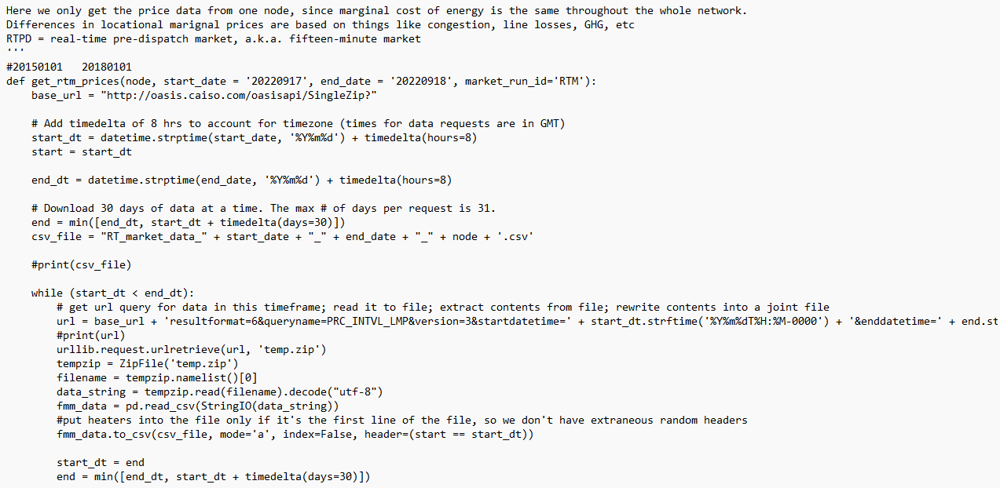 Here we only get the price data from one node, since marginal cost of energy is the same throughout the whole network.
Differences in locational marignal prices are based on things like congestion, line losses, GHG, etc
RTPD = real-time pre-dispatch market, a.k.a. fifteen-minute market
'''
#20150101   20180101
def get_rtm_prices(node, start_date = '20220917', end_date = '20220918', market_run_id='RTM'):
    base_url = "http://oasis.caiso.com/oasisapi/SingleZip?"

    # Add timedelta of 8 hrs to account for timezone (times for data requests are in GMT)
    start_dt = datetime.strptime(start_date, '%Y%m%d') + timedelta(hours=8)
    start = start_dt

    end_dt = datetime.strptime(end_date, '%Y%m%d') + timedelta(hours=8)

    # Download 30 days of data at a time. The max # of days per request is 31.
    end = min([end_dt, start_dt + timedelta(days=30)])
    csv_file = "RT_market_data_" + start_date + "_" + end_date + "_" + node + '.csv'

    #print(csv_file)

    while (start_dt < end_dt):
        # get url query for data in this timeframe; read it to file; extract contents from file; rewrite contents into a joint file
        url = base_url + 'resultformat=6&queryname=PRC_INTVL_LMP&version=3&startdatetime=' + start_dt.strftime('%Y%m%dT%H:%M-0000') + '&enddatetime=' + end.st
        #print(url)
        urllib.request.urlretrieve(url, 'temp.zip')
        tempzip = ZipFile('temp.zip')
        filename = tempzip.namelist()[0]
        data_string = tempzip.read(filename).decode("utf-8")
        fmm_data = pd.read_csv(StringIO(data_string))
        #put heaters into the file only if it's the first line of the file, so we don't have extraneous random headers
        fmm_data.to_csv(csv_file, mode='a', index=False, header=(start == start_dt))

        start_dt = end
        end = min([end_dt, start_dt + timedelta(days=30)])